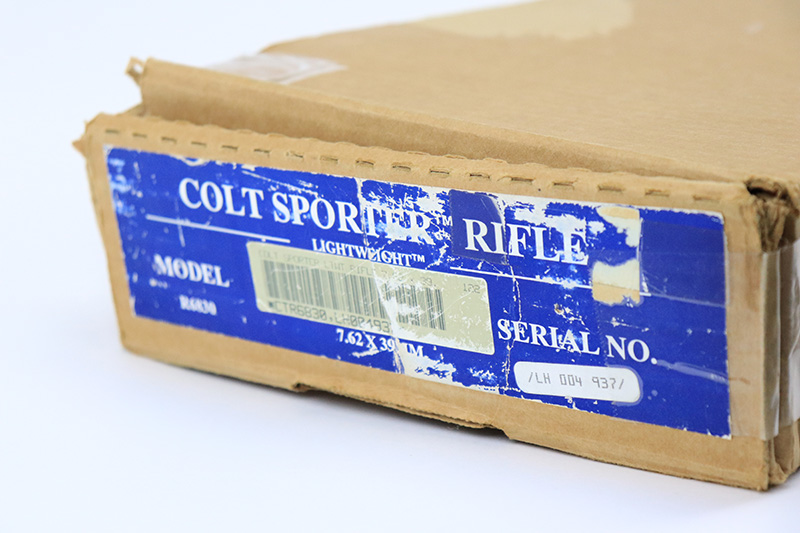 COLT SPORTER™ RIFLE
LIGHTWEIGHT™
MODEL
R6830
7.62 X 39MM
SERIAL NO.
/LH 004 937/